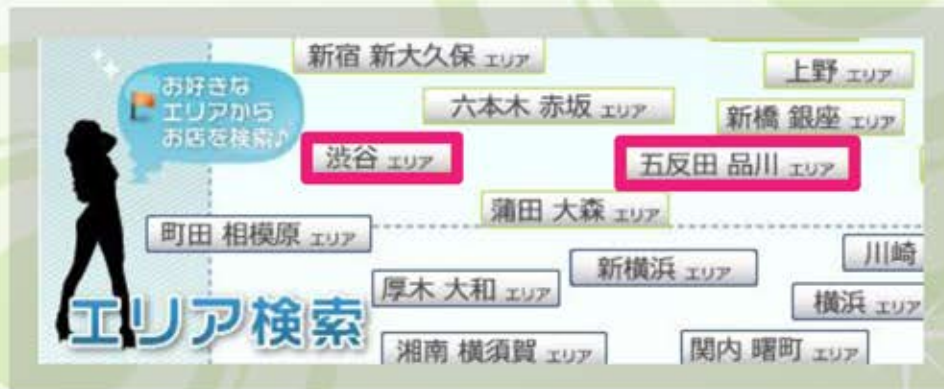 新宿 新大久保 エリア
上野 エリア
お好きな
エリアから
お店を検索♪
六本木 赤坂 エリア
新橋 銀座 エリア
渋谷 エリア
五反田 品川 エリア
蒲田 大森 エリア
町田 相模原 エリア
川崎
新横浜 エリア
厚木 大和 エリア
横浜 エリア
エリア検索
湘南 横須賀 エリア
関内 曙町 エリア